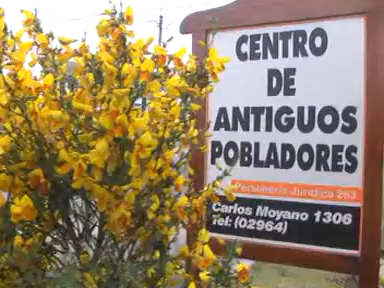 CENTRO
DE
ANTIGUOS
POBLADORES
Personería Jurídica 263
Carlos Moyano 1306
Tel: (02964)